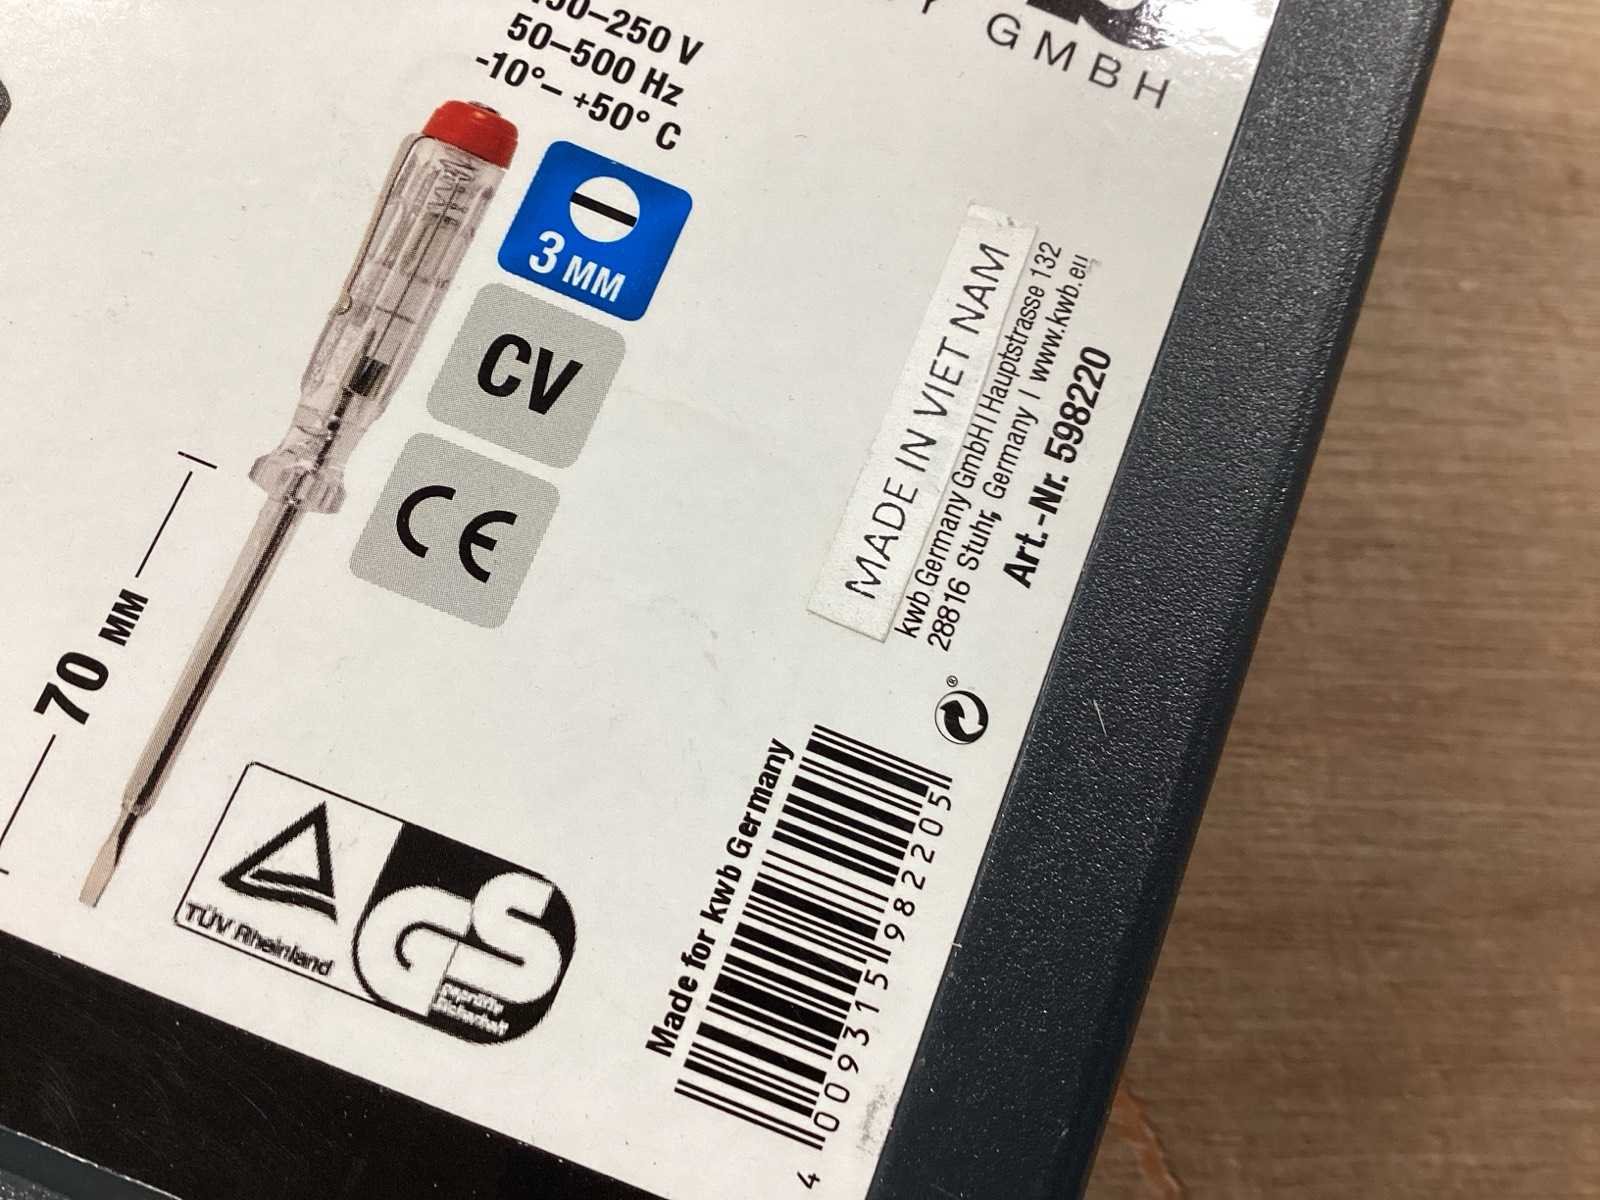 50–500 Hz
-10°– +50° C
GMBH
3 MM
CV
CE
70 MM
MADE IN VIET NAM
kwb Germany GmbH | Hauptstrasse 132
28816 Stuhr, Germany | www.kwb.eu
Art.-Nr. 598220
TÜV Rheinland
GS
geprüfte
Sicherheit
Made for kwb Germany
4 009315 982205